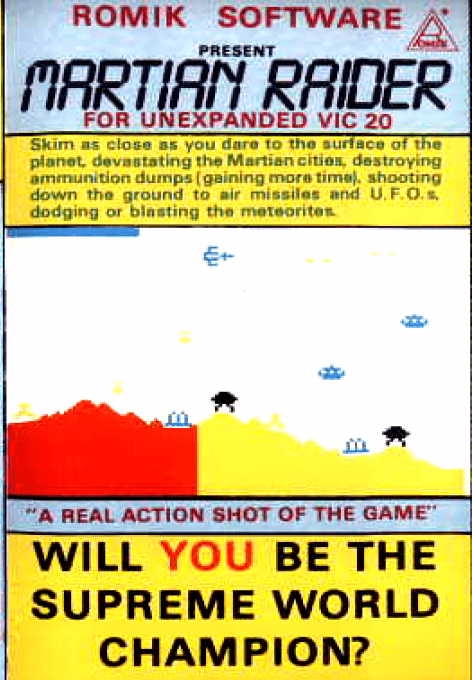 ROMIK SOFTWARE
ROMIK
PRESENT
MARTIAN RAIDER
FOR UNEXPANDED VIC 20
Skim as close as you dare to the surface of the
planet, devastating the Martian cities, destroying
ammunition dumps (gaining more time), shooting
down the ground to air missiles and U.F.O.s,
dodging or blasting the meteorites.
"A REAL ACTION SHOT OF THE GAME"
WILL YOU BE THE
SUPREME WORLD
CHAMPION?